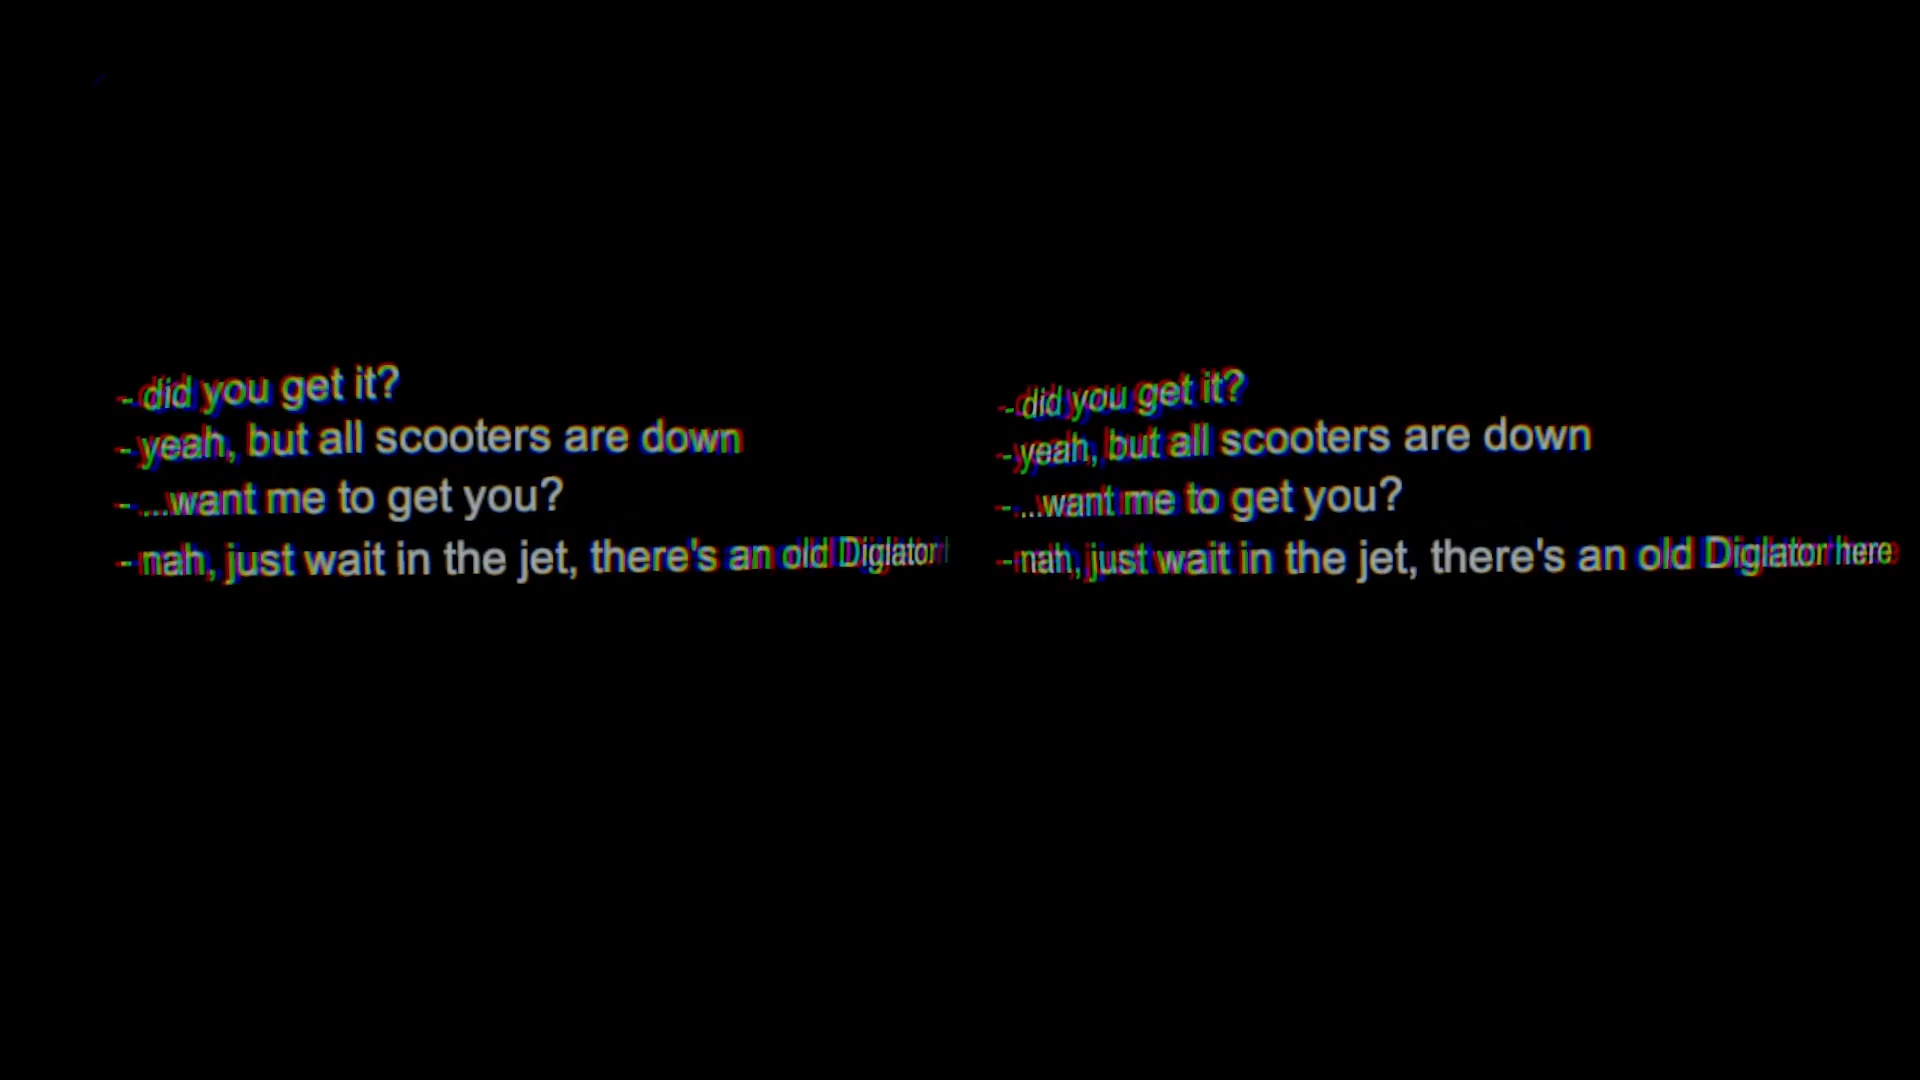 - did you get it?
- yeah, but all scooters are down
- ...want me to get you?
- nah, just wait in the jet, there's an old Diglator
- did you get it?
- yeah, but all scooters are down
- ...want me to get you?
- nah, just wait in the jet, there's an old Diglator here